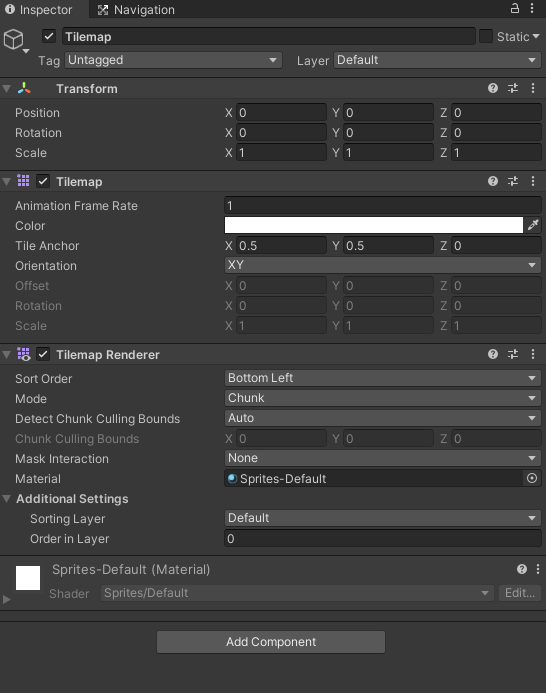 Inspector Navigation
Tilemap Static
Tag Untagged Layer Default
Transform
Position X 0 Y 0 Z 0
Rotation X 0 Y 0 Z 0
Scale X 1 Y 1 Z 1
Tilemap
Animation Frame Rate 1
Color
Tile Anchor X 0.5 Y 0.5 Z 0
Orientation XY
Offset X 0 Y 0 Z 0
Rotation X 0 Y 0 Z 0
Scale X 1 Y 1 Z 1
Tilemap Renderer
Sort Order Bottom Left
Mode Chunk
Detect Chunk Culling Bounds Auto
Chunk Culling Bounds X 0 Y 0 Z 0
Mask Interaction None
Material Sprites-Default
Additional Settings
Sorting Layer Default
Order in Layer 0
Sprites-Default (Material)
Shader Sprites/Default Edit...
Add Component